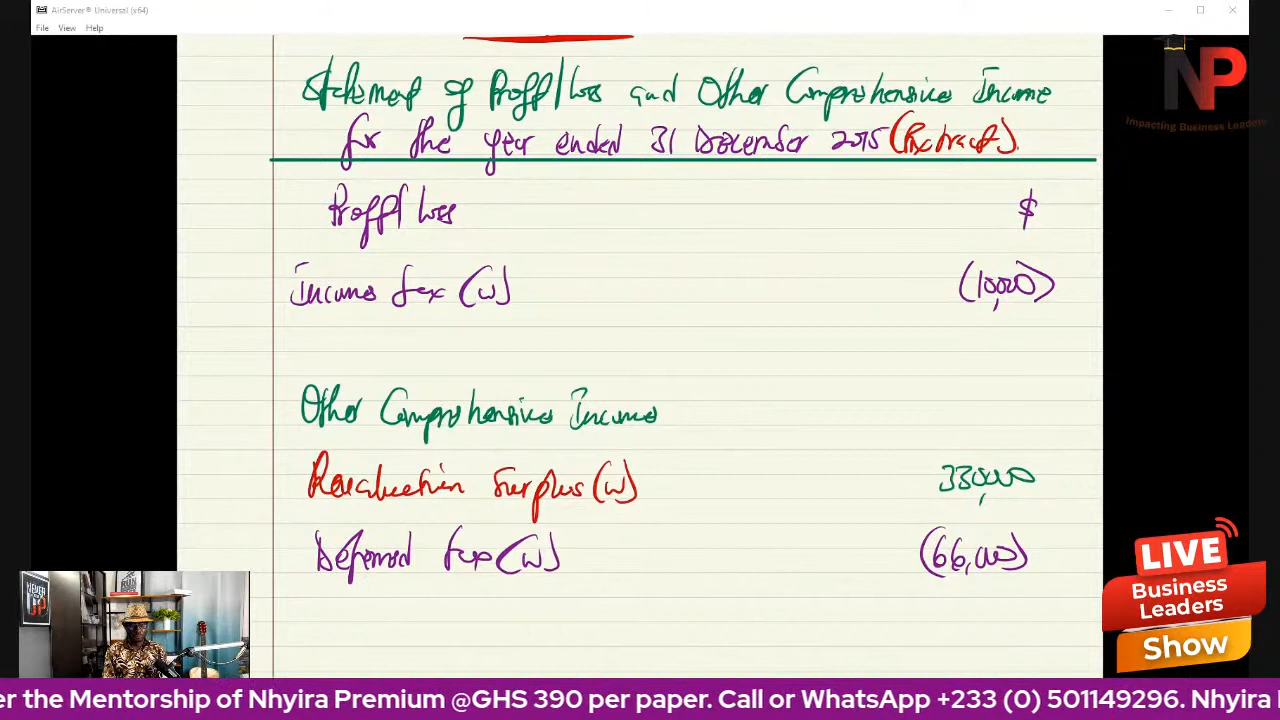 AirServer® Universal (x64)
File View Help
Statement of Profit/Loss and Other Comprehensive Income
for the year ended 31 December 2015 (Extract).
Profit/Loss $
Income tax (W) (1,000)
Other Comprehensive Income
Revaluation Surplus (W) 330,000
Deferred tax (W) (66,000)
NP
Impacting Business Leaders
LIVE
Business
Leaders
Show
er the Mentorship of Nhyira Premium @GHS 390 per paper. Call or WhatsApp +233 (0) 501149296. Nhyira